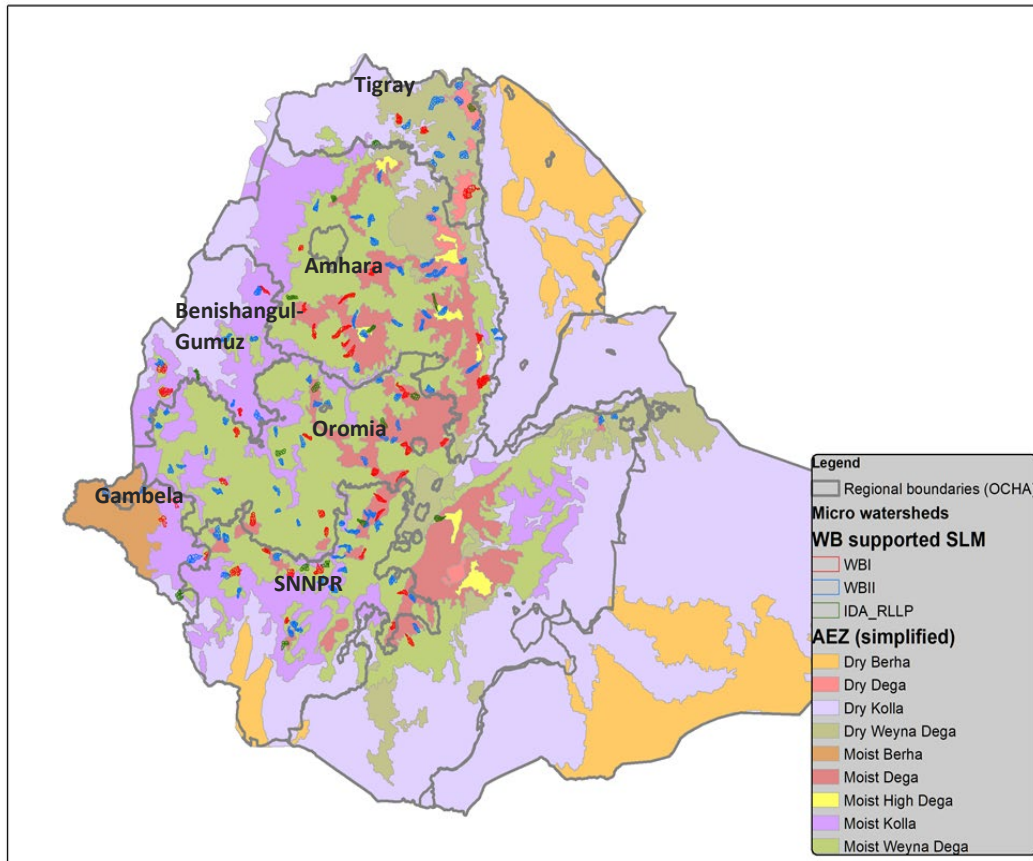 Tigray
Amhara
Benishangul-
Gumuz
Oromia
Gambela
SNNPR
Legend
Regional boundaries (OCHA)
Micro watersheds
WB supported SLM
WBI
WBII
IDA_RLLP
AEZ (simplified)
Dry Berha
Dry Dega
Dry Kolla
Dry Weyna Dega
Moist Berha
Moist Dega
Moist High Dega
Moist Kolla
Moist Weyna Dega